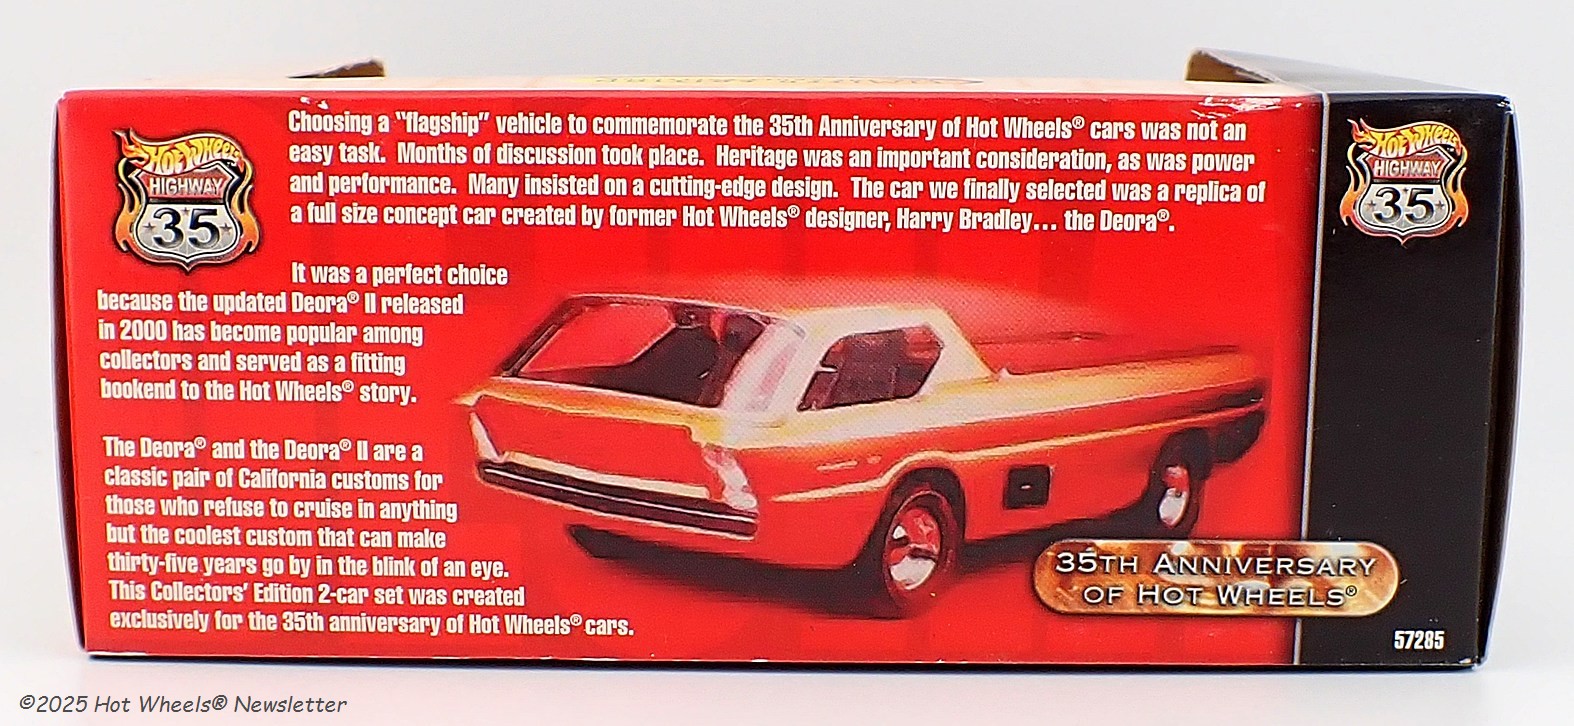 Hot Wheels™
HIGHWAY
35
Choosing a "flagship" vehicle to commemorate the 35th Anniversary of Hot Wheels® cars was not an
easy task. Months of discussion took place. Heritage was an important consideration, as was power
and performance. Many insisted on a cutting-edge design. The car we finally selected was a replica of
a full size concept car created by former Hot Wheels® designer, Harry Bradley... the Deora®.
It was a perfect choice
because the updated Deora® II released
in 2000 has become popular among
collectors and served as a fitting
bookend to the Hot Wheels® story.
The Deora® and the Deora® II are a
classic pair of California customs for
those who refuse to cruise in anything
but the coolest custom that can make
thirty-five years go by in the blink of an eye.
This Collectors' Edition 2-car set was created
exclusively for the 35th anniversary of Hot Wheels® cars.
Hot Wheels™
HIGHWAY
35
35TH ANNIVERSARY
OF HOT WHEELS®
57285
©2025 Hot Wheels® Newsletter